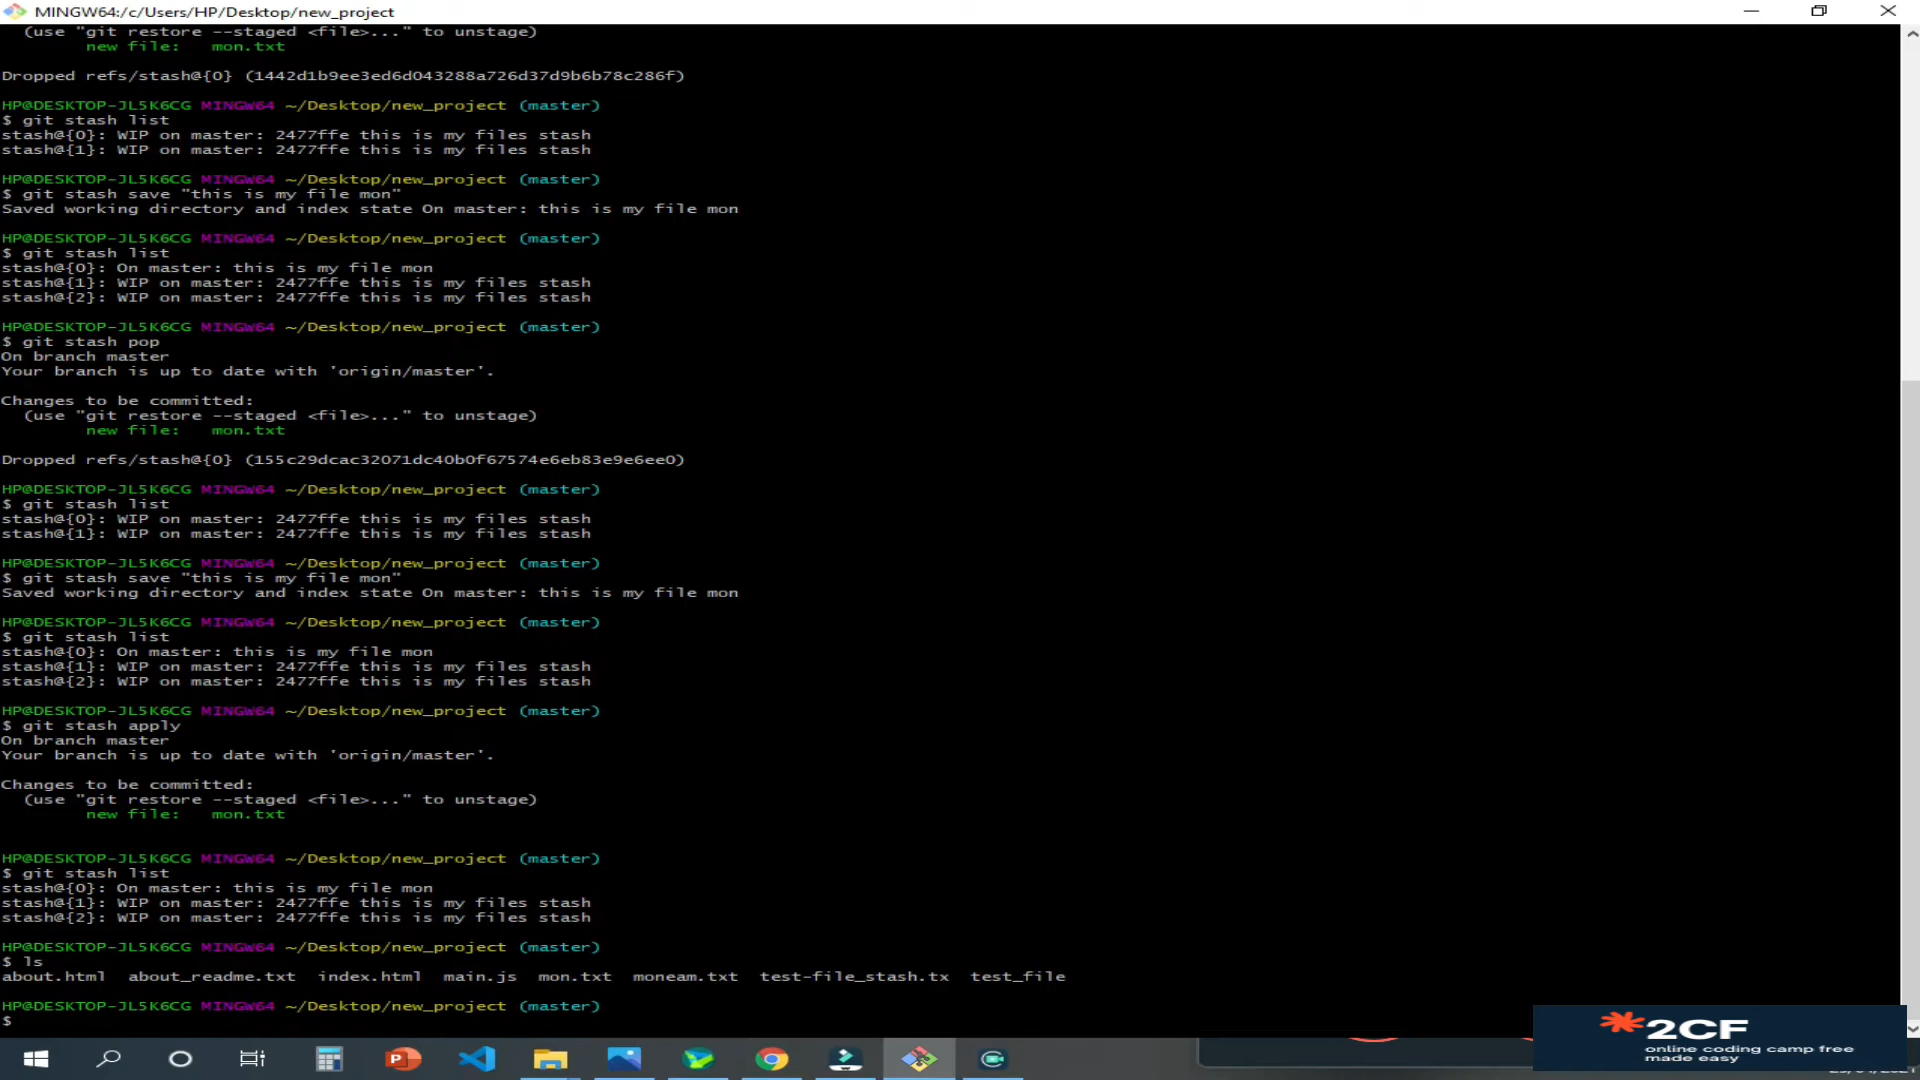 MINGW64:/c/Users/HP/Desktop/new_project
(use "git restore --staged <file>..." to unstage)
new file:   mon.txt
Dropped refs/stash@{0} (1442d1b9ee3ed6d043288a726d37d9b6b78c286f)
HP@DESKTOP-JL5K6CG MINGW64 ~/Desktop/new_project (master)
$ git stash list
stash@{0}: WIP on master: 2477ffe this is my files stash
stash@{1}: WIP on master: 2477ffe this is my files stash
HP@DESKTOP-JL5K6CG MINGW64 ~/Desktop/new_project (master)
$ git stash save "this is my file mon"
Saved working directory and index state On master: this is my file mon
HP@DESKTOP-JL5K6CG MINGW64 ~/Desktop/new_project (master)
$ git stash list
stash@{0}: On master: this is my file mon
stash@{1}: WIP on master: 2477ffe this is my files stash
stash@{2}: WIP on master: 2477ffe this is my files stash
HP@DESKTOP-JL5K6CG MINGW64 ~/Desktop/new_project (master)
$ git stash pop
On branch master
Your branch is up to date with 'origin/master'.
Changes to be committed:
(use "git restore --staged <file>..." to unstage)
new file:   mon.txt
Dropped refs/stash@{0} (155c29dcac32071dc40b0f67574e6eb83e9e6ee0)
HP@DESKTOP-JL5K6CG MINGW64 ~/Desktop/new_project (master)
$ git stash list
stash@{0}: WIP on master: 2477ffe this is my files stash
stash@{1}: WIP on master: 2477ffe this is my files stash
HP@DESKTOP-JL5K6CG MINGW64 ~/Desktop/new_project (master)
$ git stash save "this is my file mon"
Saved working directory and index state On master: this is my file mon
HP@DESKTOP-JL5K6CG MINGW64 ~/Desktop/new_project (master)
$ git stash list
stash@{0}: On master: this is my file mon
stash@{1}: WIP on master: 2477ffe this is my files stash
stash@{2}: WIP on master: 2477ffe this is my files stash
HP@DESKTOP-JL5K6CG MINGW64 ~/Desktop/new_project (master)
$ git stash apply
On branch master
Your branch is up to date with 'origin/master'.
Changes to be committed:
(use "git restore --staged <file>..." to unstage)
new file:   mon.txt
HP@DESKTOP-JL5K6CG MINGW64 ~/Desktop/new_project (master)
$ git stash list
stash@{0}: On master: this is my file mon
stash@{1}: WIP on master: 2477ffe this is my files stash
stash@{2}: WIP on master: 2477ffe this is my files stash
HP@DESKTOP-JL5K6CG MINGW64 ~/Desktop/new_project (master)
$ ls
about.html  about_readme.txt  index.html  main.js  mon.txt  moneam.txt  test-file_stash.tx  test_file
HP@DESKTOP-JL5K6CG MINGW64 ~/Desktop/new_project (master)
$
2CF
online coding camp free
made easy